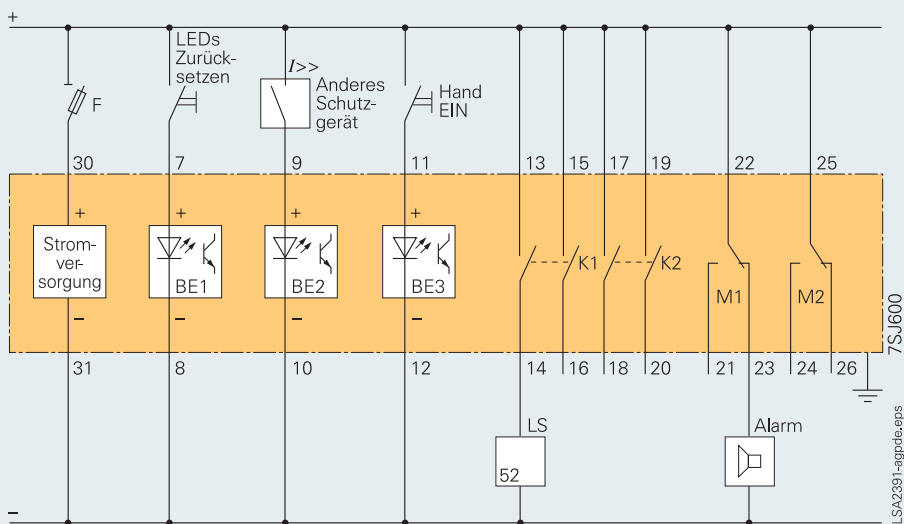 +
LEDs
Zurück-
setzen
F
I>>
Anderes
Schutz-
gerät
Hand
EIN
30 7 9 11 13 15 17 19 22 25
+ + + +
Strom-
ver-
sorgung
BE1
BE2
BE3
K1
K2
M1
M2
– – – –
7SJ600
31 8 10 12 14 16 18 20 21 23 24 26
LS
52
Alarm
–
LSA2391-agpde.eps